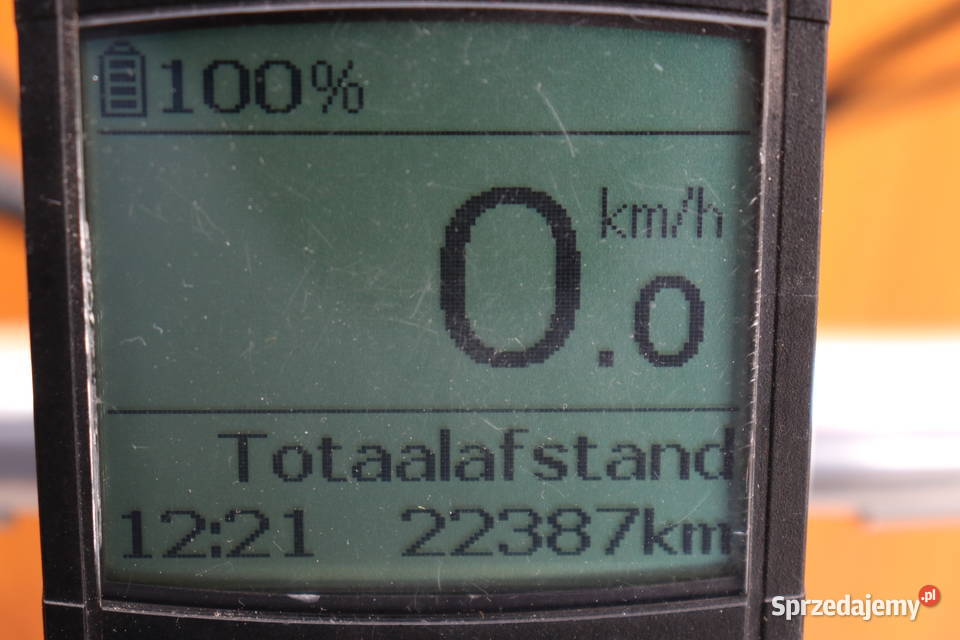 100%
km/h
0.0
Totaalafstand
12:21 22387km
Sprzedajemy.pl